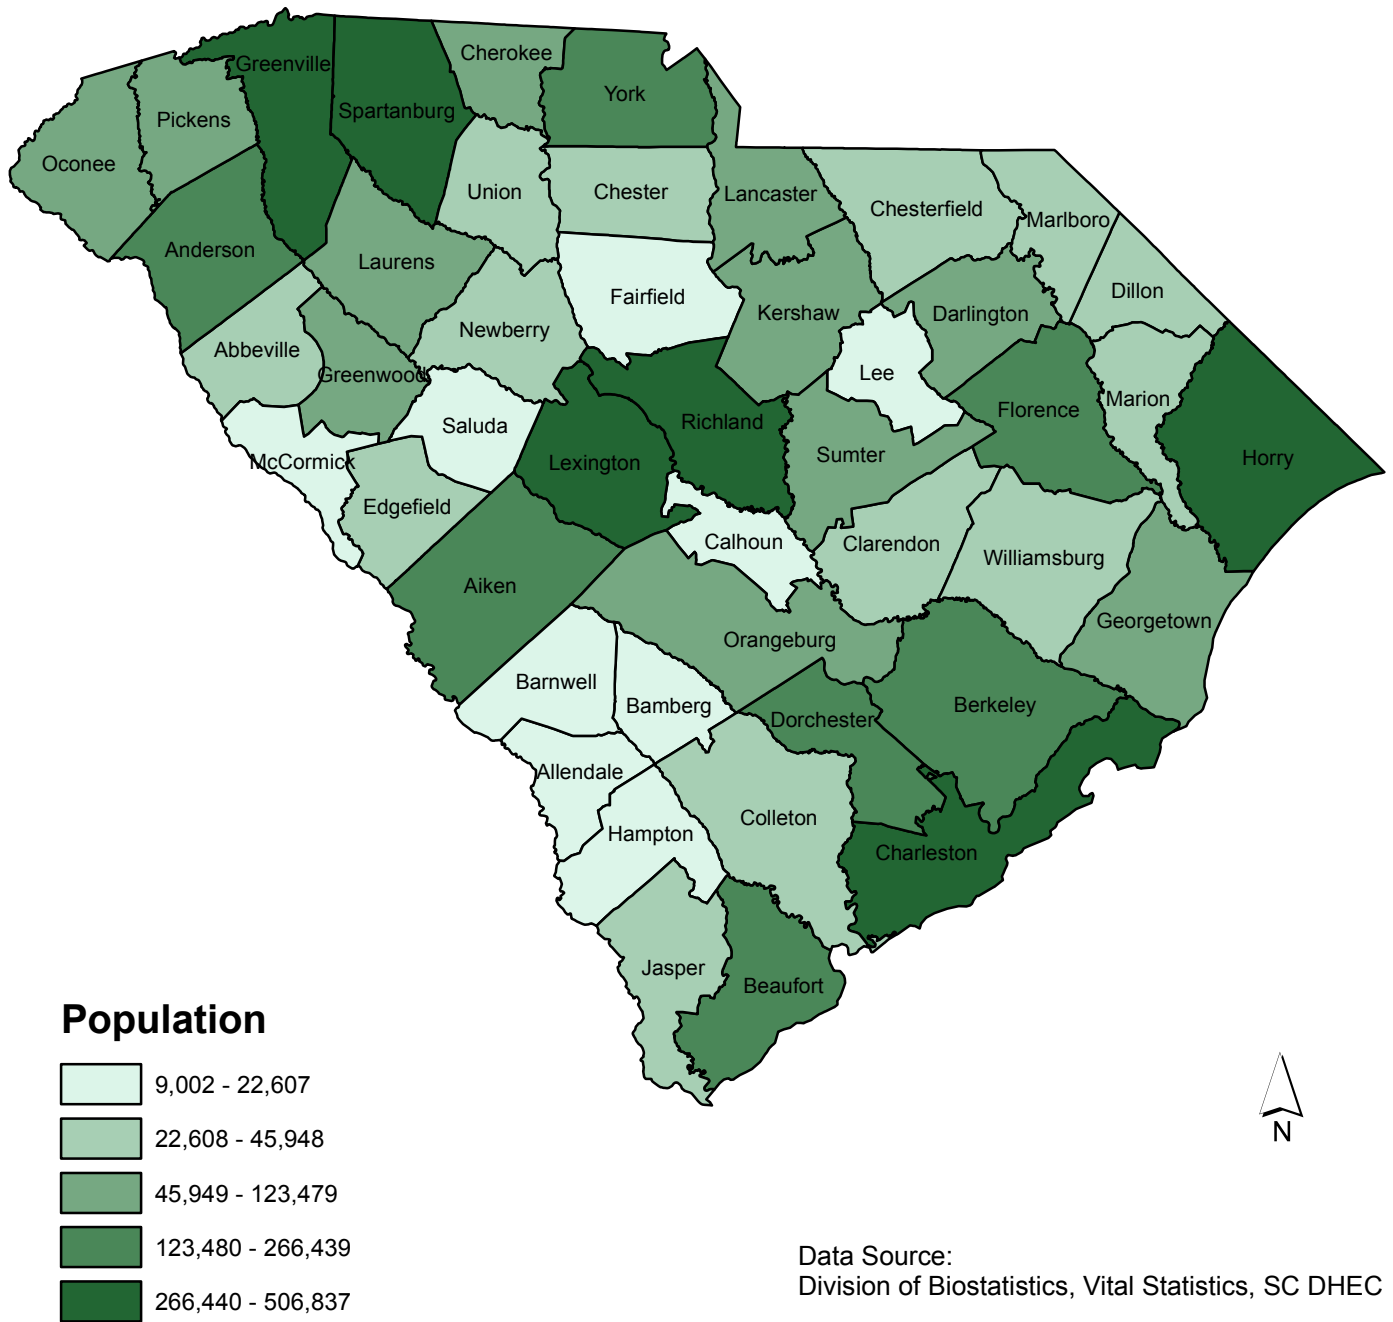 Greenville
Cherokee
Spartanburg
York
Pickens
Oconee
Union
Chester
Lancaster
Chesterfield
Marlboro
Anderson
Laurens
Dillon
Fairfield
Kershaw
Darlington
Newberry
Abbeville
Greenwood
Lee
Marion
Florence
Saluda
Richland
Sumter
Horry
McCormick
Lexington
Edgefield
Calhoun
Clarendon
Williamsburg
Aiken
Georgetown
Orangeburg
Barnwell
Bamberg
Berkeley
Dorchester
Allendale
Colleton
Hampton
Charleston
Jasper
Beaufort
Population
9,002 - 22,607
22,608 - 45,948
45,949 - 123,479
123,480 - 266,439
266,440 - 506,837
N
Data Source:
Division of Biostatistics, Vital Statistics, SC DHEC